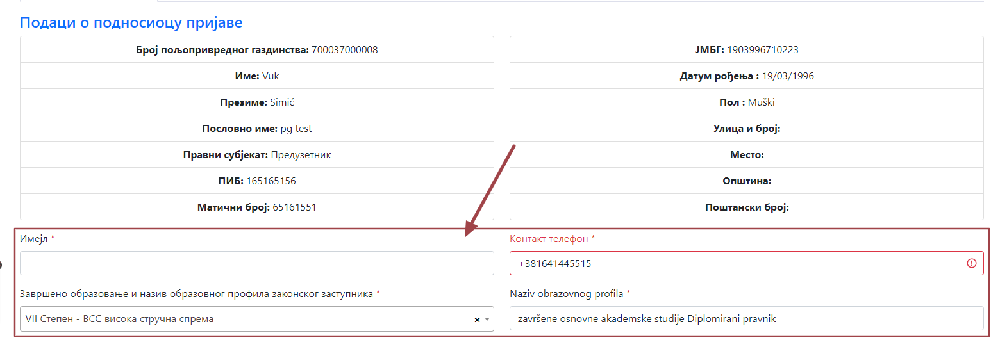 Подаци о подносиоцу пријаве
Број пољопривредног газдинства: 700037000008
Име: Vuk
Презиме: Simić
Пословно име: pg test
Правни субјекат: Предузетник
ПИБ: 165165156
Матични број: 65161551
ЈМБГ: 1903996710223
Датум рођења : 19/03/1996
Пол : Muški
Улица и број:
Место:
Општина:
Поштански број:
Имејл *
Контакт телефон *
+381641445515
Завршено образовање и назив образовног профила законског заступника *
VII Степен - ВСС висока стручна спрема
Naziv obrazovnog profila *
završene osnovne akademske studije Diplomirani pravnik